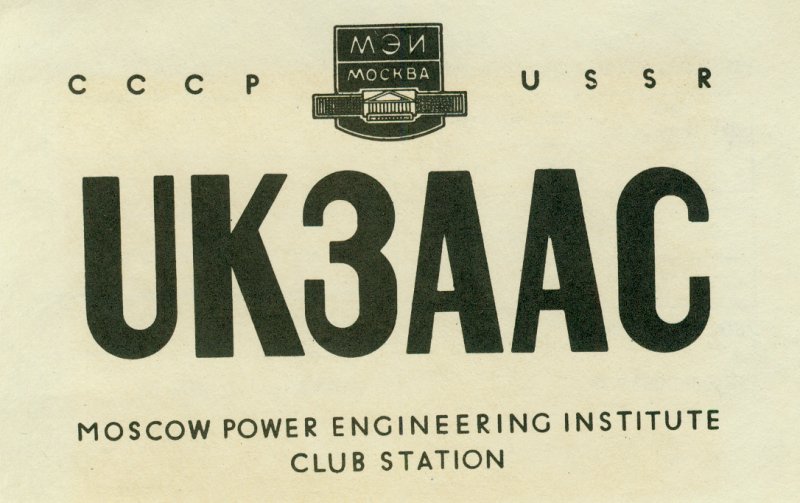 МЭИ
МОСКВА
СССР USSR
UK3AAC
MOSCOW POWER ENGINEERING INSTITUTE
CLUB STATION